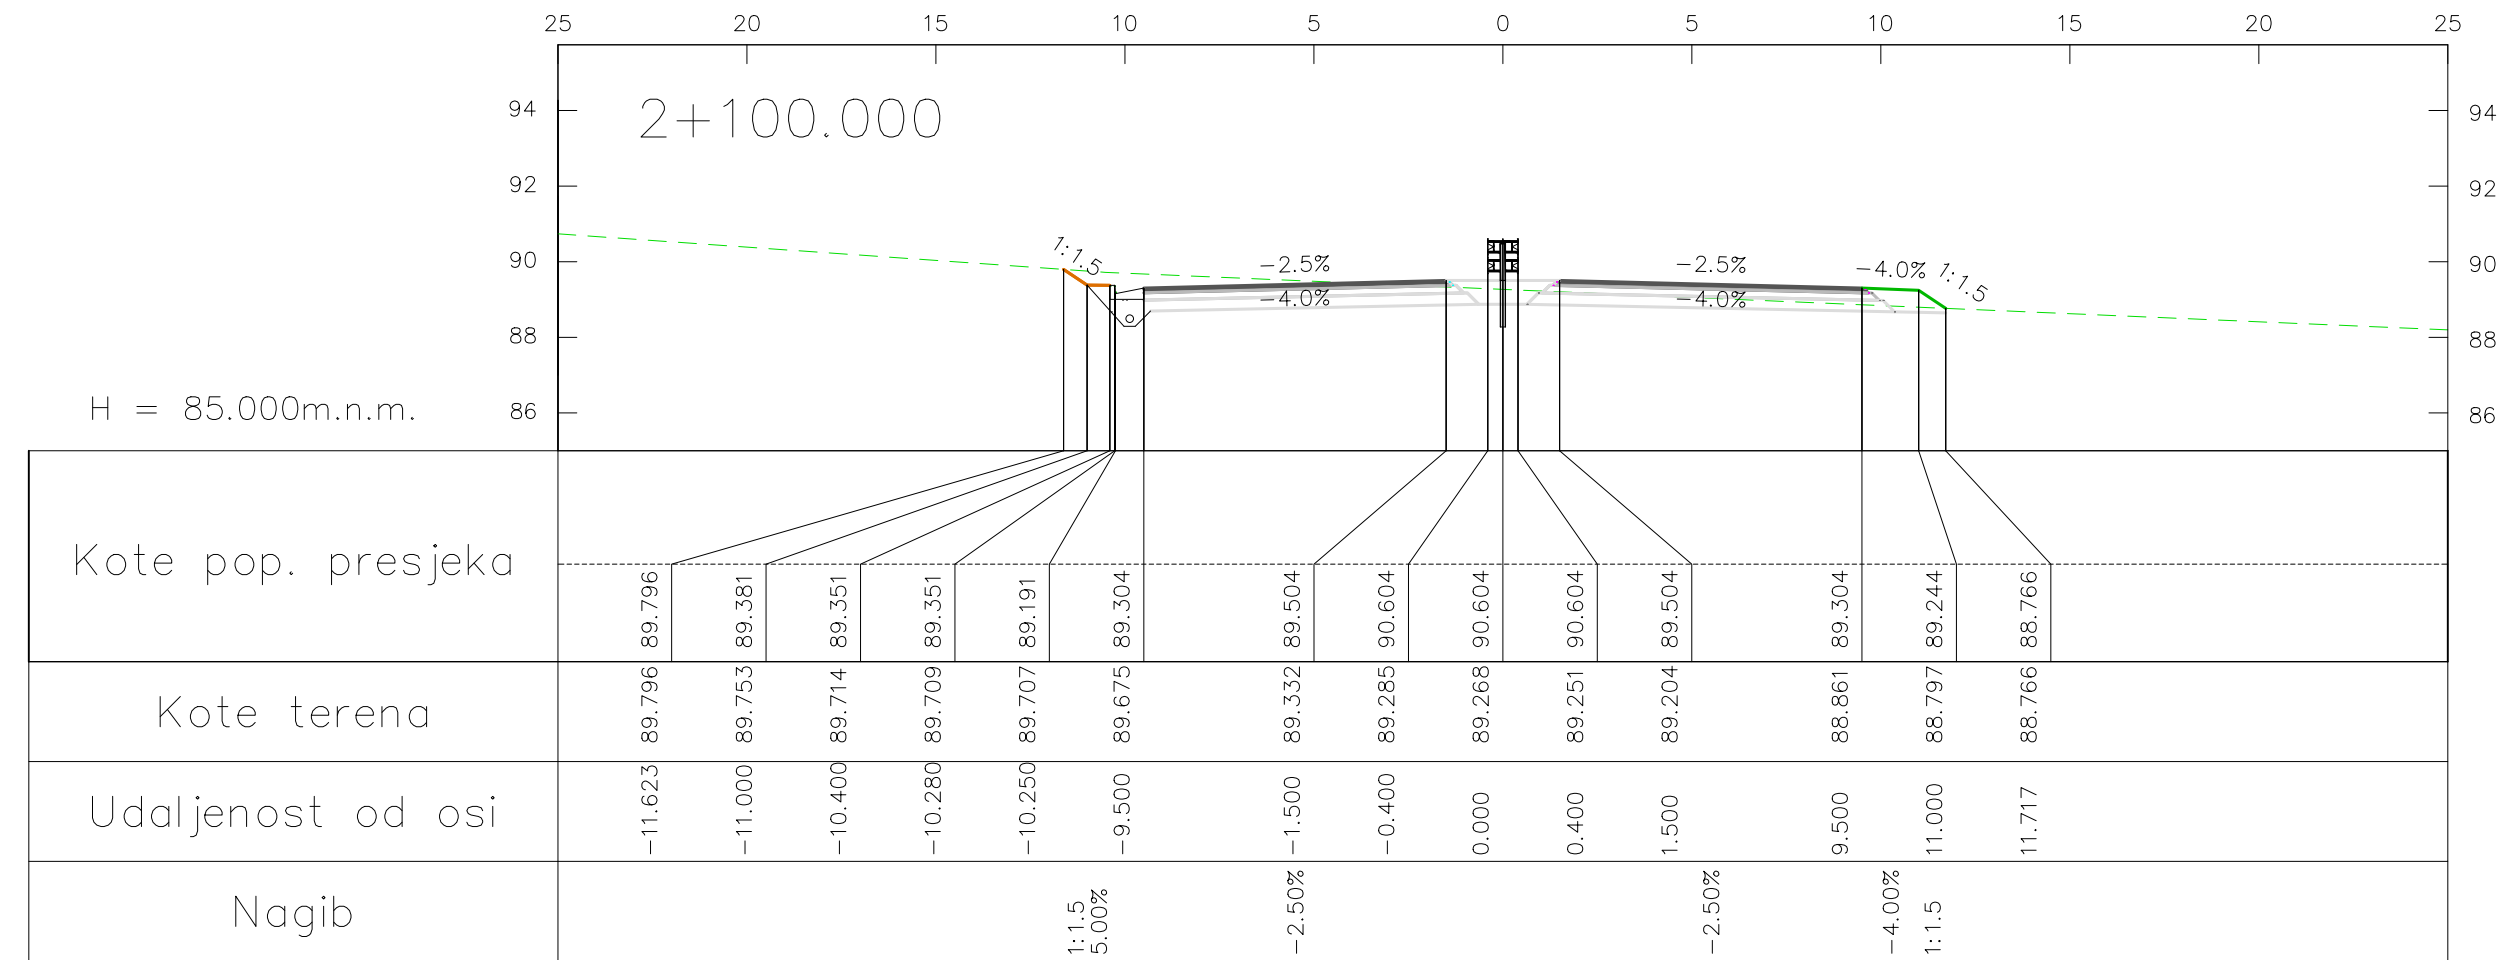 25 20 15 10 5 0 5 10 15 20 25
2+100.000
94 94
92 92
90 90
88 88
86 86
1:1.5 -2.5% -2.5% -4.0% 1:1.5
-4.0% -4.0%
H = 85.000m.n.m.
Kote pop. presjeka 89.796 89.381 89.351 89.351 89.191 89.304 89.504 90.604 90.604 90.604 89.504 89.304 89.244 88.766
Kote terena 89.796 89.753 89.714 89.709 89.707 89.675 89.332 89.285 89.268 89.251 89.204 88.861 88.797 88.766
Udaljenost od osi -11.623 -11.000 -10.400 -10.280 -10.250 -9.500 -1.500 -0.400 0.000 0.400 1.500 9.500 11.000 11.717
Nagib 1:1.5 5.00% -2.50% -2.50% -4.00% 1:1.5